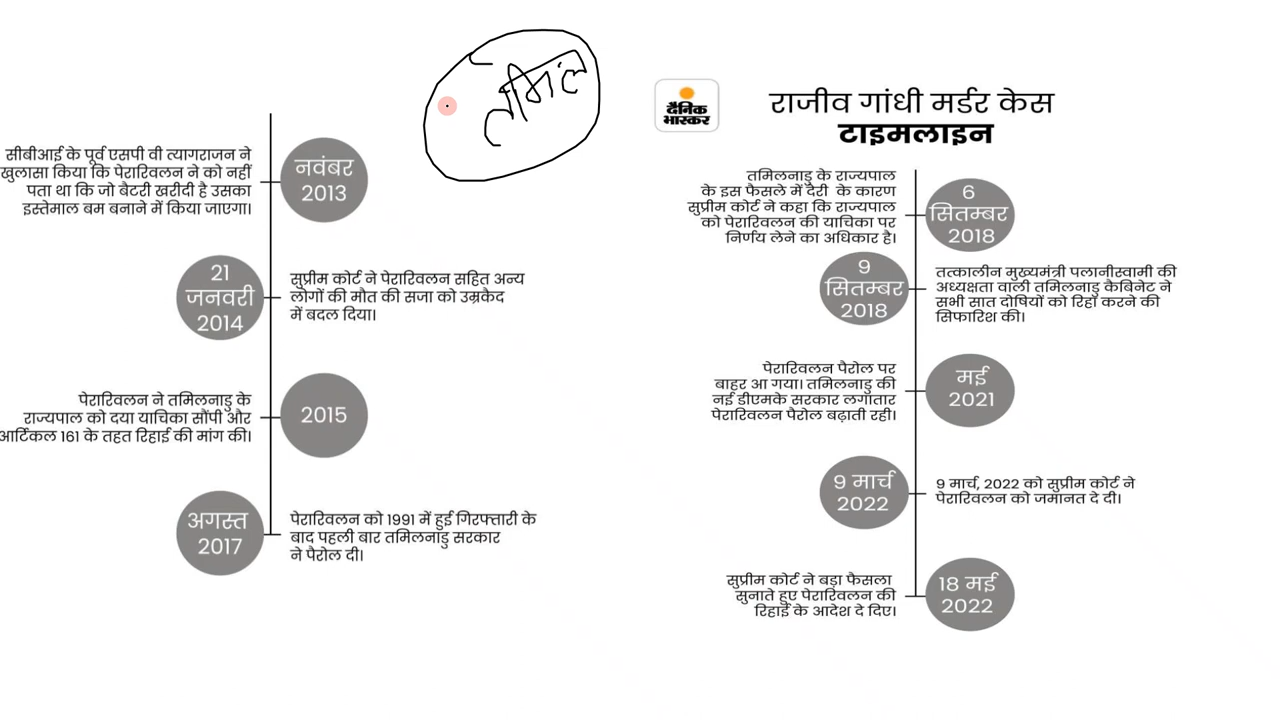 सीबीआई के पूर्व एसपी वी त्यागराजन ने
खुलासा किया कि पेरारिवलन ने को नहीं
पता था कि जो बैटरी खरीदी है उसका
इस्तेमाल बम बनाने में किया जाएगा।
नवंबर
2013
21
जनवरी
2014
सुप्रीम कोर्ट ने पेरारिवलन सहित अन्य
लोगों की मौत की सजा को उम्रकैद
में बदल दिया।
पेरारिवलन ने तमिलनाडु के
राज्यपाल को दया याचिका सौंपी और
आर्टिकल 161 के तहत रिहाई की मांग की।
2015
अगस्त
2017
पेरारिवलन को 1991 में हुई गिरफ्तारी के
बाद पहली बार तमिलनाडु सरकार
ने पैरोल दी।
दैनिक
भास्कर
राजीव गांधी मर्डर केस
टाइमलाइन
तमिलनाडु के राज्यपाल
के इस फैसले में देरी के कारण
सुप्रीम कोर्ट ने कहा कि राज्यपाल
को पेरारिवलन की याचिका पर
निर्णय लेने का अधिकार है।
6
सितम्बर
2018
9
सितम्बर
2018
तत्कालीन मुख्यमंत्री पलानीस्वामी की
अध्यक्षता वाली तमिलनाडु कैबिनेट ने
सभी सात दोषियों को रिहा करने की
सिफारिश की।
पेरारिवलन पैरोल पर
बाहर आ गया। तमिलनाडु की
नई डीएमके सरकार लगातार
पेरारिवलन पैरोल बढ़ाती रही।
मई
2021
9 मार्च
2022
9 मार्च, 2022 को सुप्रीम कोर्ट ने
पेरारिवलन को जमानत दे दी।
सुप्रीम कोर्ट ने बड़ा फैसला
सुनाते हुए पेरारिवलन की
रिहाई के आदेश दे दिए।
18 मई
2022